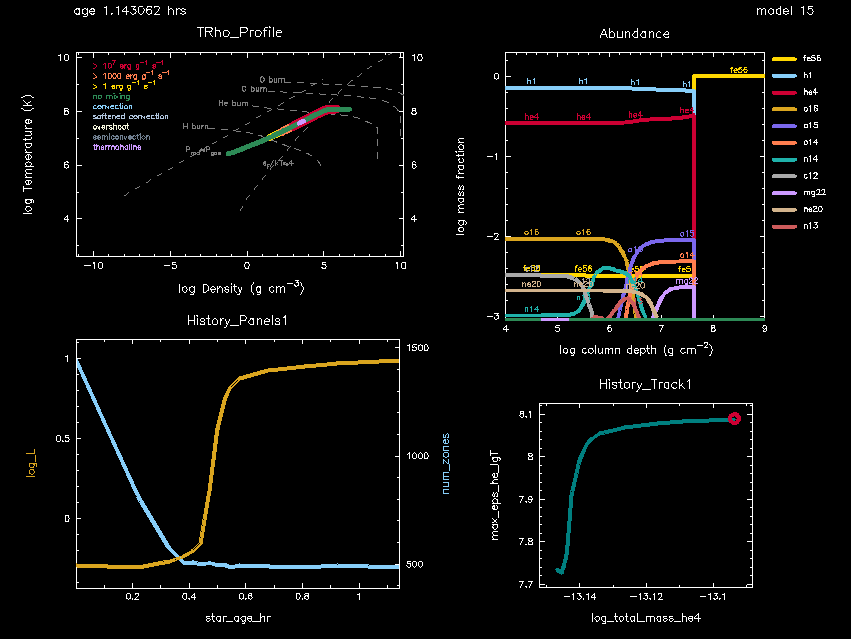 age 1.143062 hrs
model 15
TRho_Profile
10
8
6
4
log Temperature (K)
> 10⁷ erg g⁻¹ s⁻¹
> 1000 erg g⁻¹ s⁻¹
> 1 erg g⁻¹ s⁻¹
no mixing
convection
softened convection
overshoot
semiconvection
thermohaline
O burn
C burn
He burn
H burn
10
8
6
4
−10
−5
0
5
10
log Density (g cm⁻³)
Abundance
0
−1
−2
−3
log mass fraction
h1
h1
h1
h1
fe56
he4
he4
he4
he4
o16
o16
o15
o15
o14
fe56
mg22
ne20
n14
4
5
6
7
8
9
log column depth (g cm⁻²)
fe56
h1
he4
o16
o15
o14
n14
c12
mg22
ne20
n13
History_Panels1
1
0.5
0
log_L
1500
1000
500
num_zones
0.2
0.4
0.6
0.8
1
star_age_hr
History_Track1
8.1
8
7.9
7.8
7.7
max_eps_he_lgT
−13.14
−13.12
−13.1
log_total_mass_he4